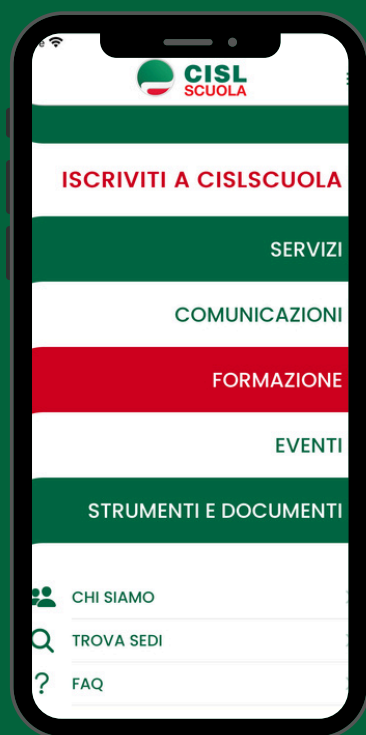 CISL
SCUOLA
ISCRIVITI A CISLSCUOLA
SERVIZI
COMUNICAZIONI
FORMAZIONE
EVENTI
STRUMENTI E DOCUMENTI
CHI SIAMO
TROVA SEDI
? FAQ